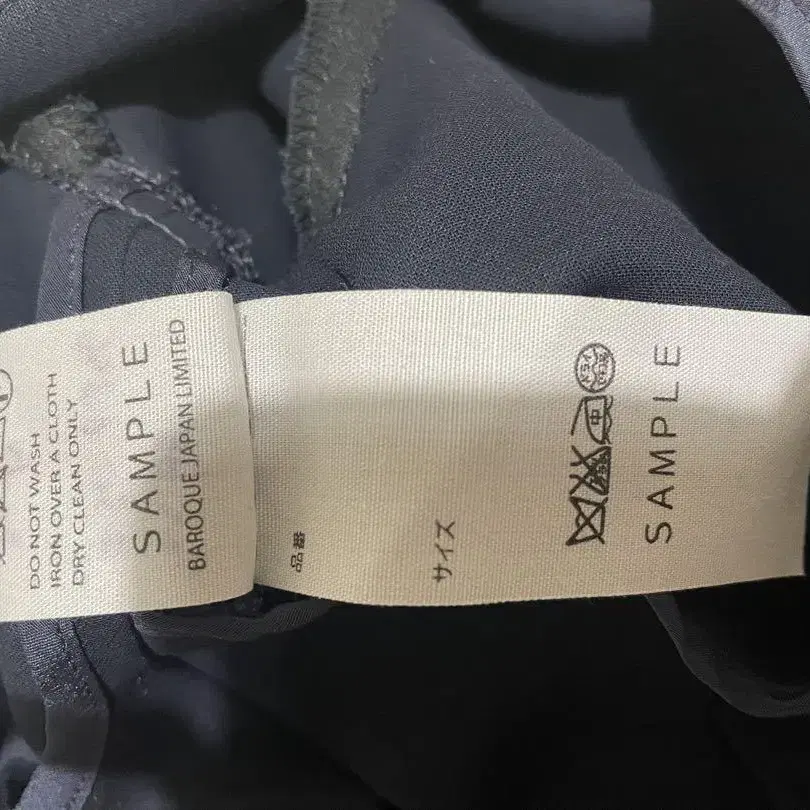 DO NOT WASH
IRON OVER A CLOTH
DRY CLEAN ONLY
SAMPLE
BAROQUE JAPAN LIMITED
品番
サイズ
中
SAMPLE